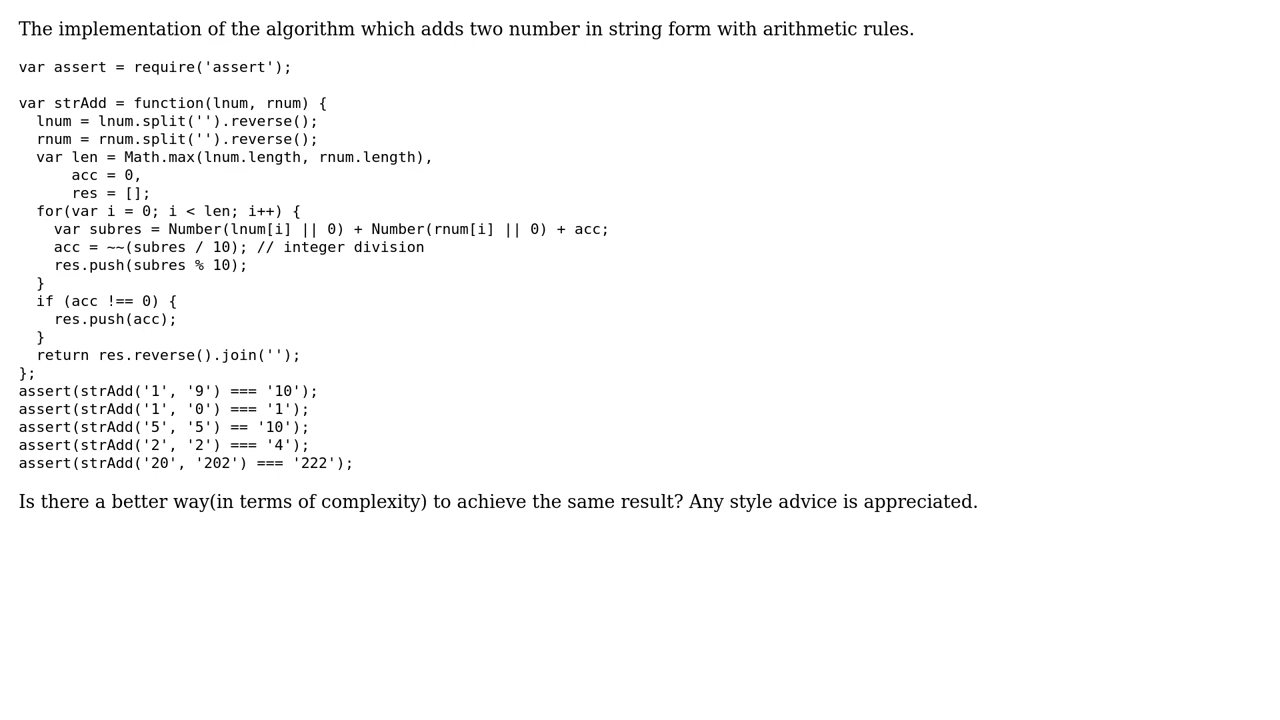 The implementation of the algorithm which adds two number in string form with arithmetic rules.
var assert = require('assert');
var strAdd = function(lnum, rnum) {
  lnum = lnum.split('').reverse();
  rnum = rnum.split('').reverse();
  var len = Math.max(lnum.length, rnum.length),
      acc = 0,
      res = [];
  for(var i = 0; i < len; i++) {
    var subres = Number(lnum[i] || 0) + Number(rnum[i] || 0) + acc;
    acc = ~~(subres / 10); // integer division
    res.push(subres % 10);
  }
  if (acc !== 0) {
    res.push(acc);
  }
  return res.reverse().join('');
};
assert(strAdd('1', '9') === '10');
assert(strAdd('1', '0') === '1');
assert(strAdd('5', '5') == '10');
assert(strAdd('2', '2') === '4');
assert(strAdd('20', '202') === '222');
Is there a better way(in terms of complexity) to achieve the same result? Any style advice is appreciated.